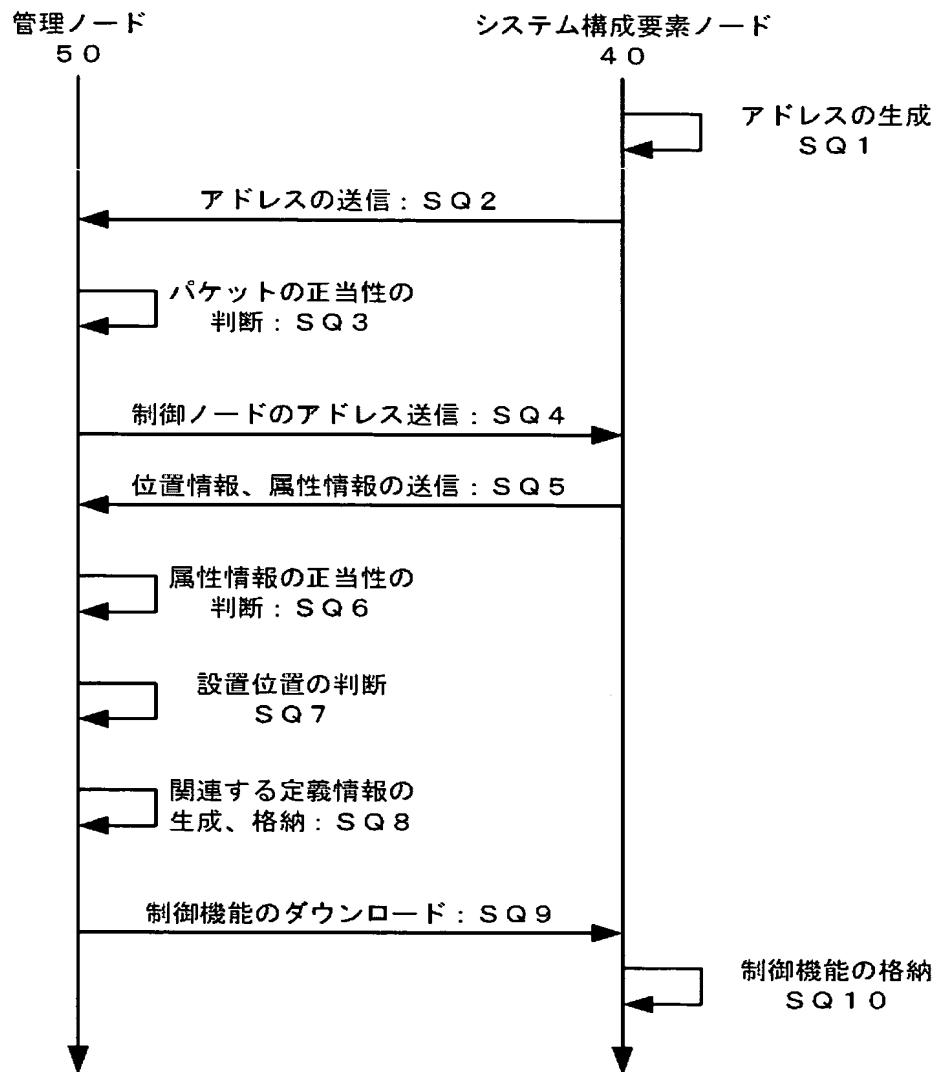 管理ノード
50
システム構成要素ノード
40
アドレスの生成
SQ1
アドレスの送信：SQ2
パケットの正当性の
判断：SQ3
制御ノードのアドレス送信：SQ4
位置情報、属性情報の送信：SQ5
属性情報の正当性の
判断：SQ6
設置位置の判断
SQ7
関連する定義情報の
生成、格納：SQ8
制御機能のダウンロード：SQ9
制御機能の格納
SQ10